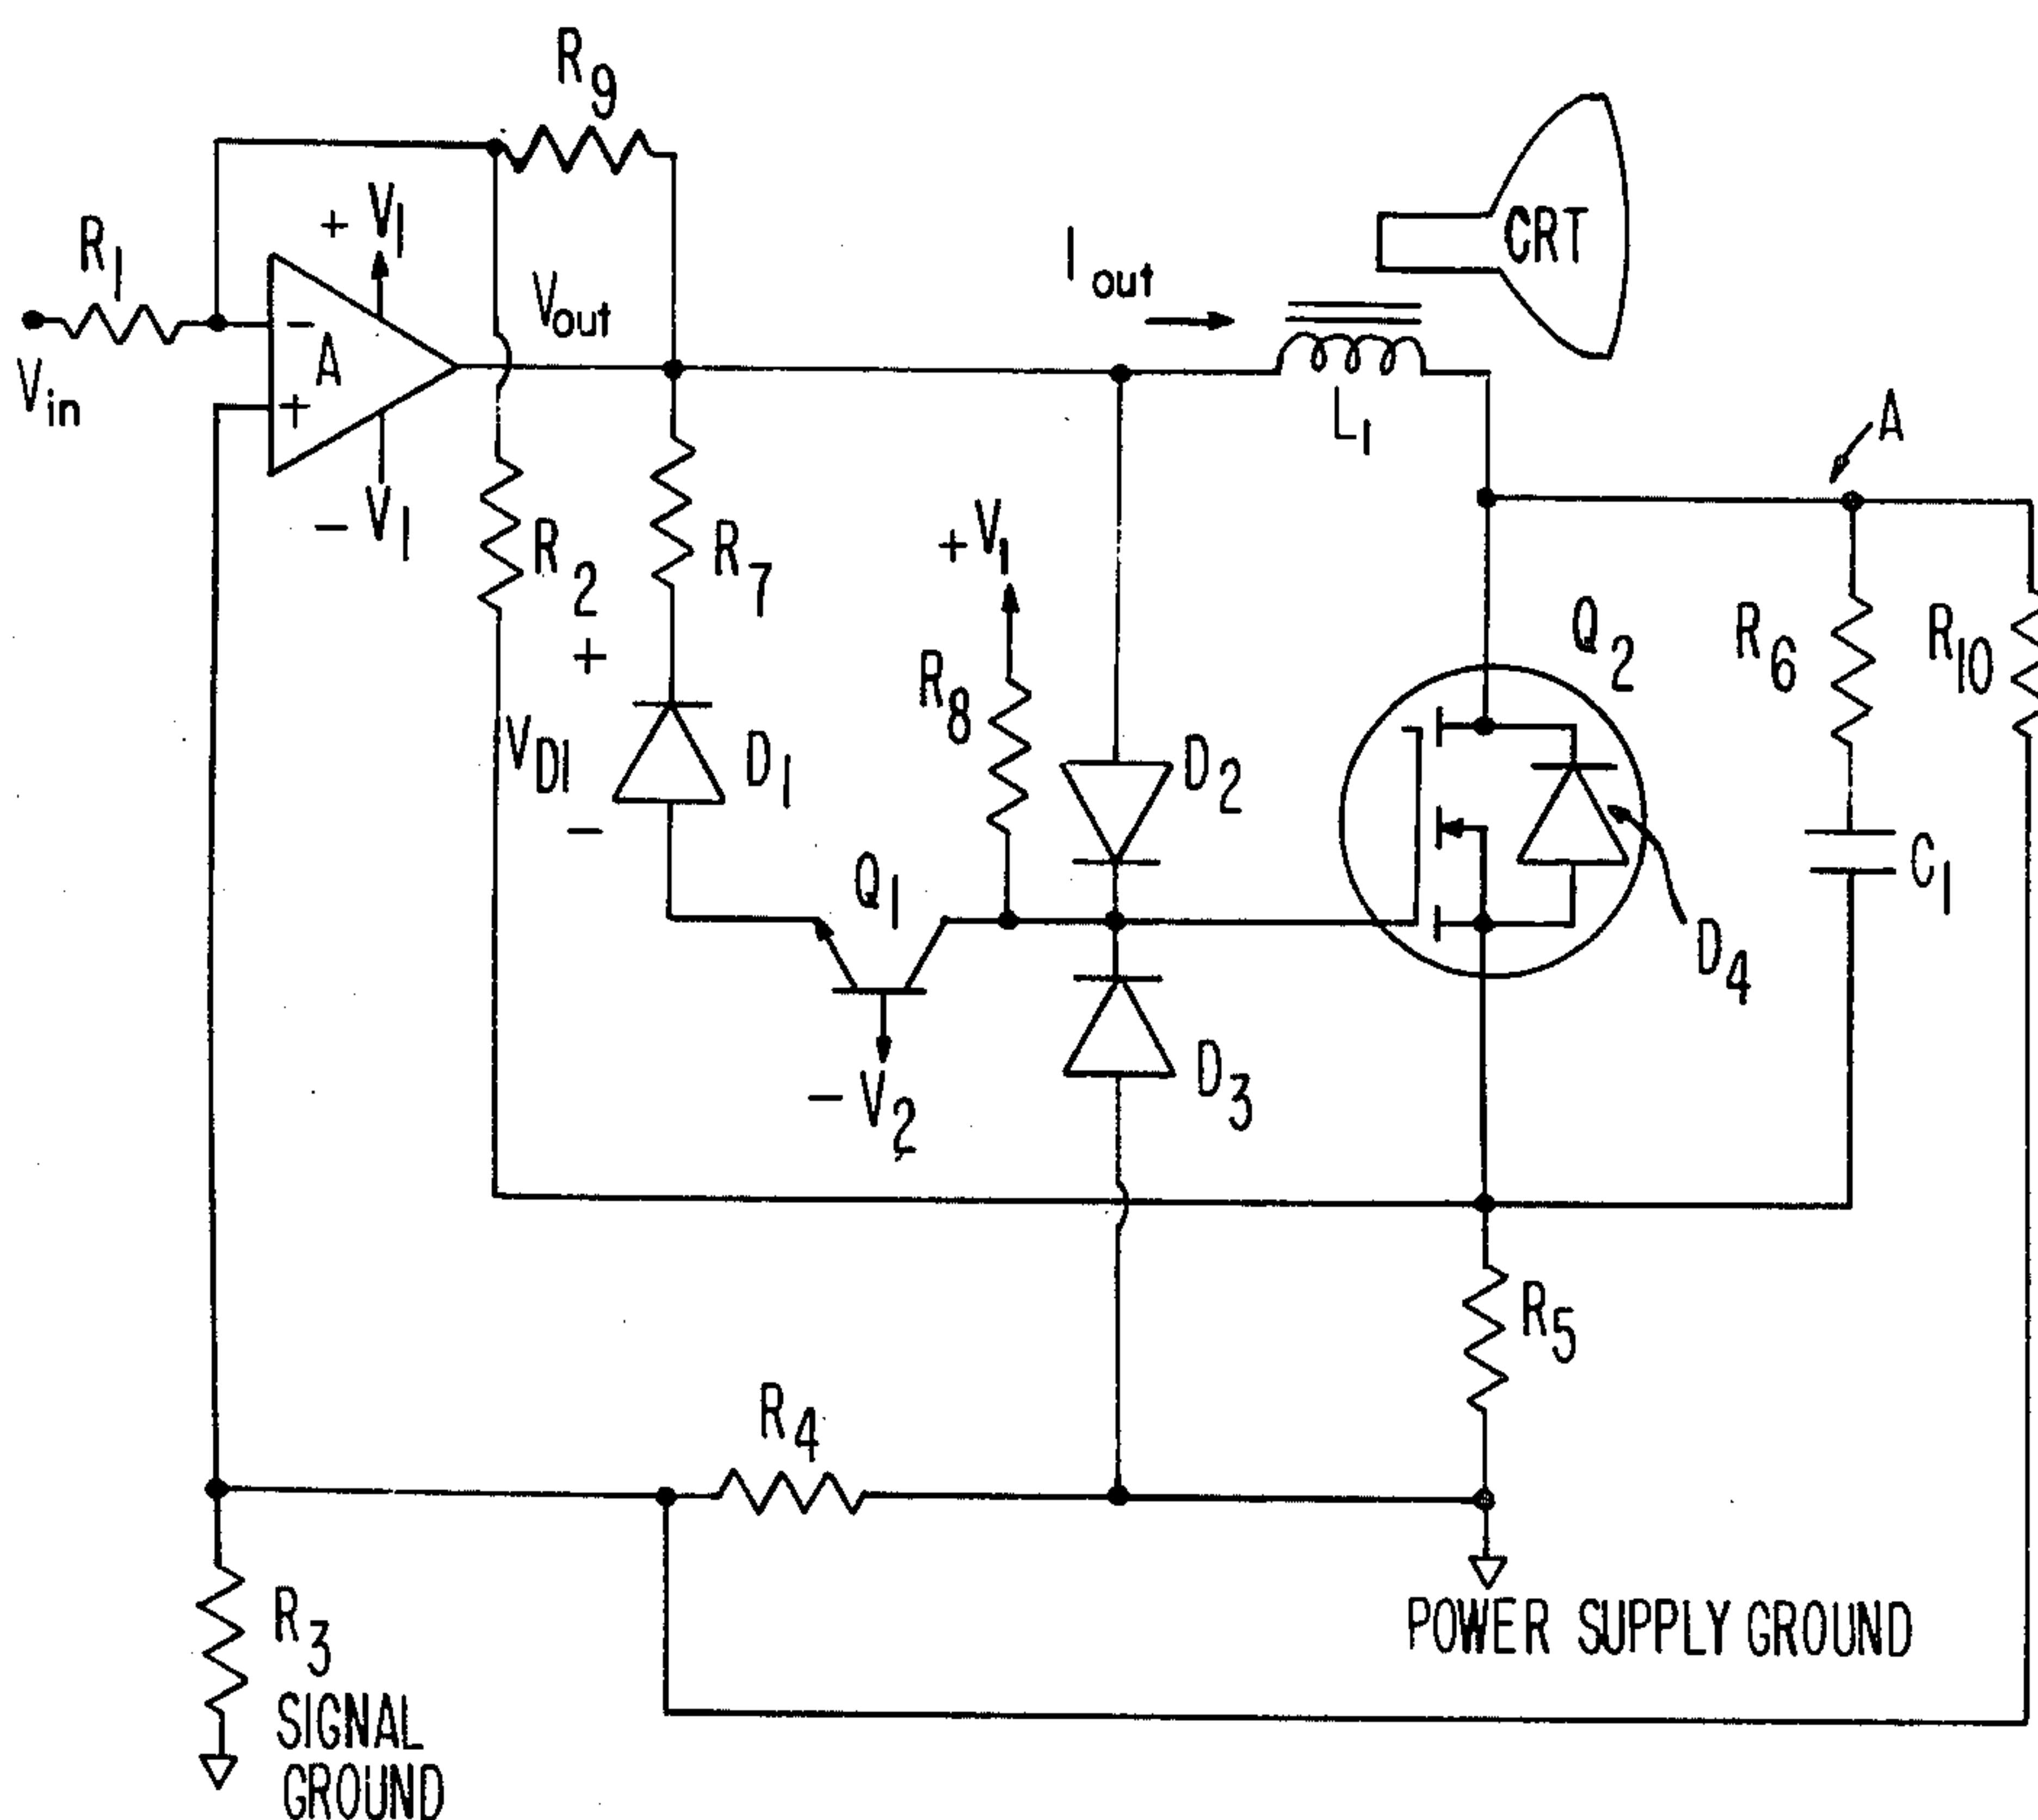 R9
CRT
+ V1
R1
Iout
Vout
A
Vin
L1
A
- V1
+ V1
R2
R7
Q2
R6
R10
+
R8
VD1
D1
D2
-
Q1
C1
D4
- V2
D3
R5
R4
R3
POWER SUPPLY GROUND
SIGNAL
GROUND